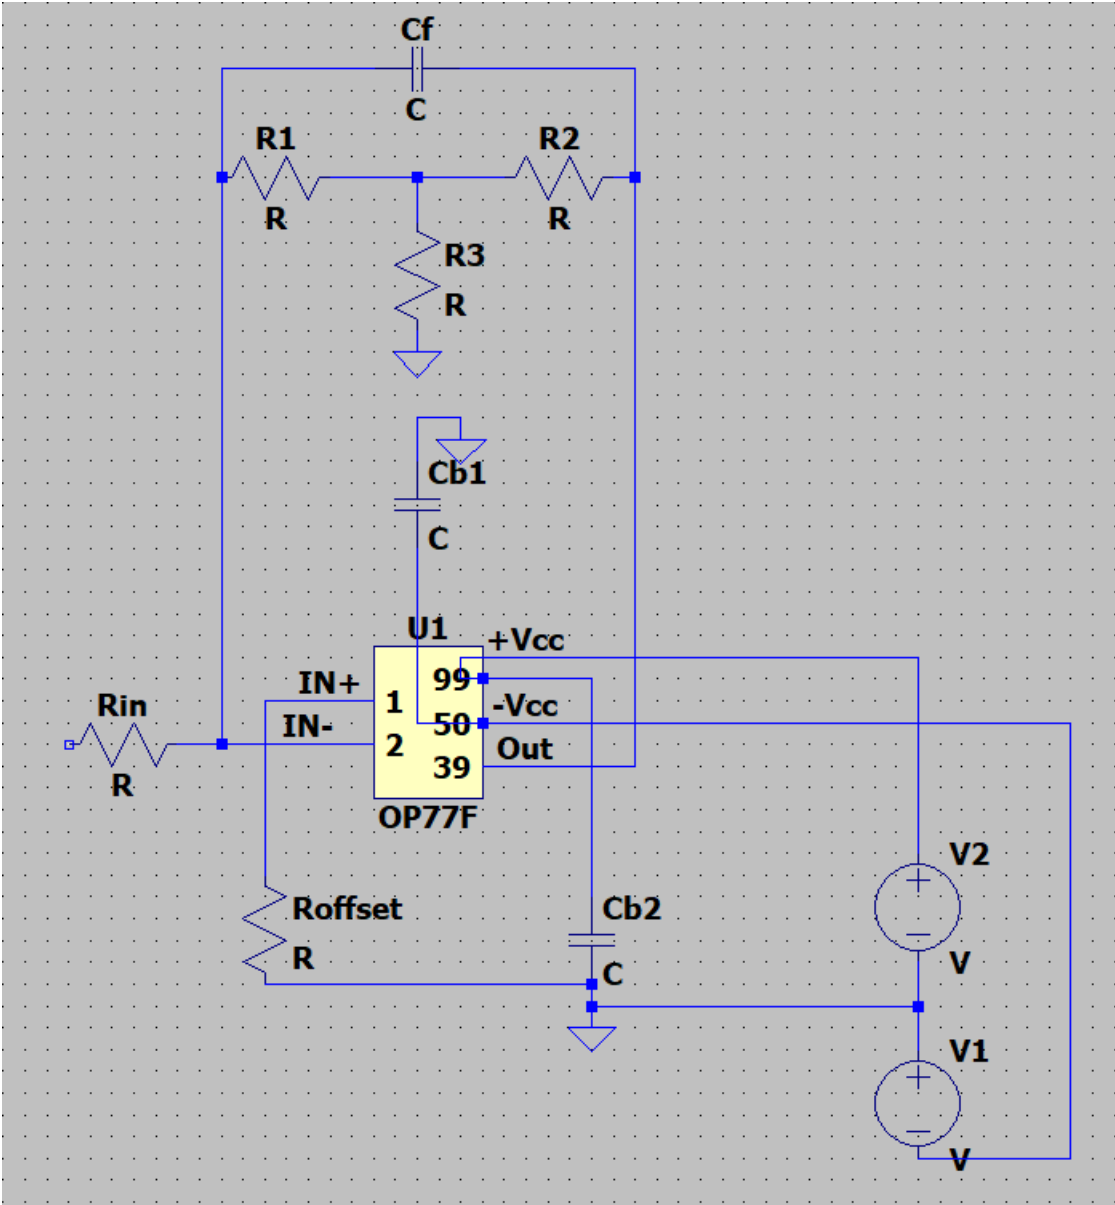 Cf
C
R1
R2
R
R
R3
R
Cb1
C
U1
+Vcc
IN+
99
1
-Vcc
Rin
IN-
50
2
Out
39
R
OP77F
V2
Roffset
Cb2
R
V
C
V1
V